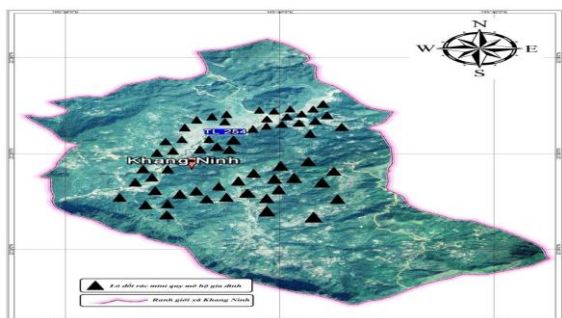 N
W E
S
TL 254
Khang Ninh
Lò đốt rác mini quy mô hộ gia đình
Ranh giới xã Khang Ninh